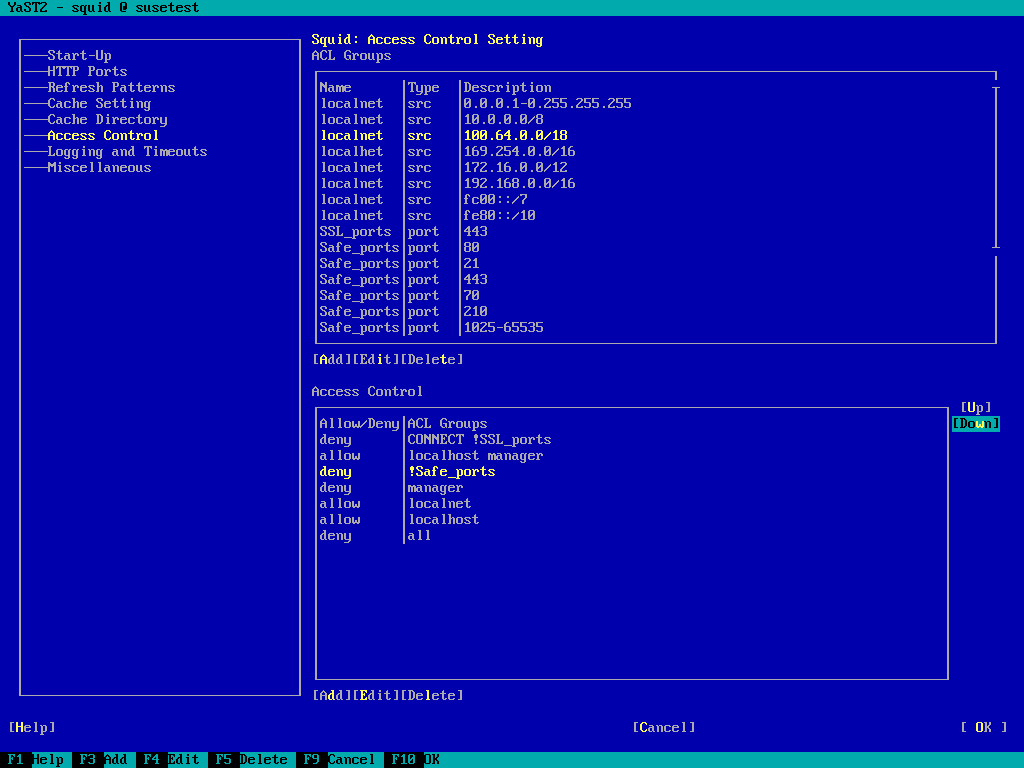 YaST2 - squid @ susetest
Start-Up
HTTP Ports
Refresh Patterns
Cache Setting
Cache Directory
Access Control
Logging and Timeouts
Miscellaneous
Squid: Access Control Setting
ACL Groups
Name Type Description
localnet src 0.0.0.1-0.255.255.255
localnet src 10.0.0.0/8
localnet src 100.64.0.0/18
localhet src 169.254.0.0/16
localnet src 172.16.0.0/12
localnet src 192.168.0.0/16
localnet src fc00::/7
localnet src fe80::/10
SSL_ports port 443
Safe_ports port 80
Safe_ports port 21
Safe_ports port 443
Safe_ports port 70
Safe_ports port 210
Safe_ports port 1025-65535
[Add][Edit][Delete]
Access Control
Allow/Deny ACL Groups
deny CONNECT !SSL_ports
allow localhost manager
deny !Safe_ports
deny manager
allow localnet
allow localhost
deny all
[Up]
[Down]
[Add][Edit][Delete]
[Help] [Cancel] [ OK ]
F1 Help F3 Add F4 Edit F5 Delete F9 Cancel F10 OK